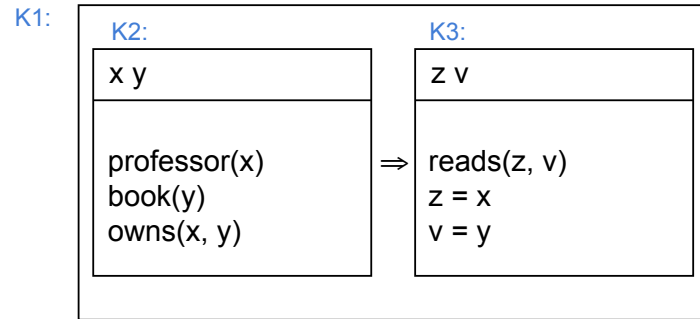 K1:
K2:
x y
professor(x)
book(y)
owns(x, y)
⇒
K3:
z v
reads(z, v)
z = x
v = y